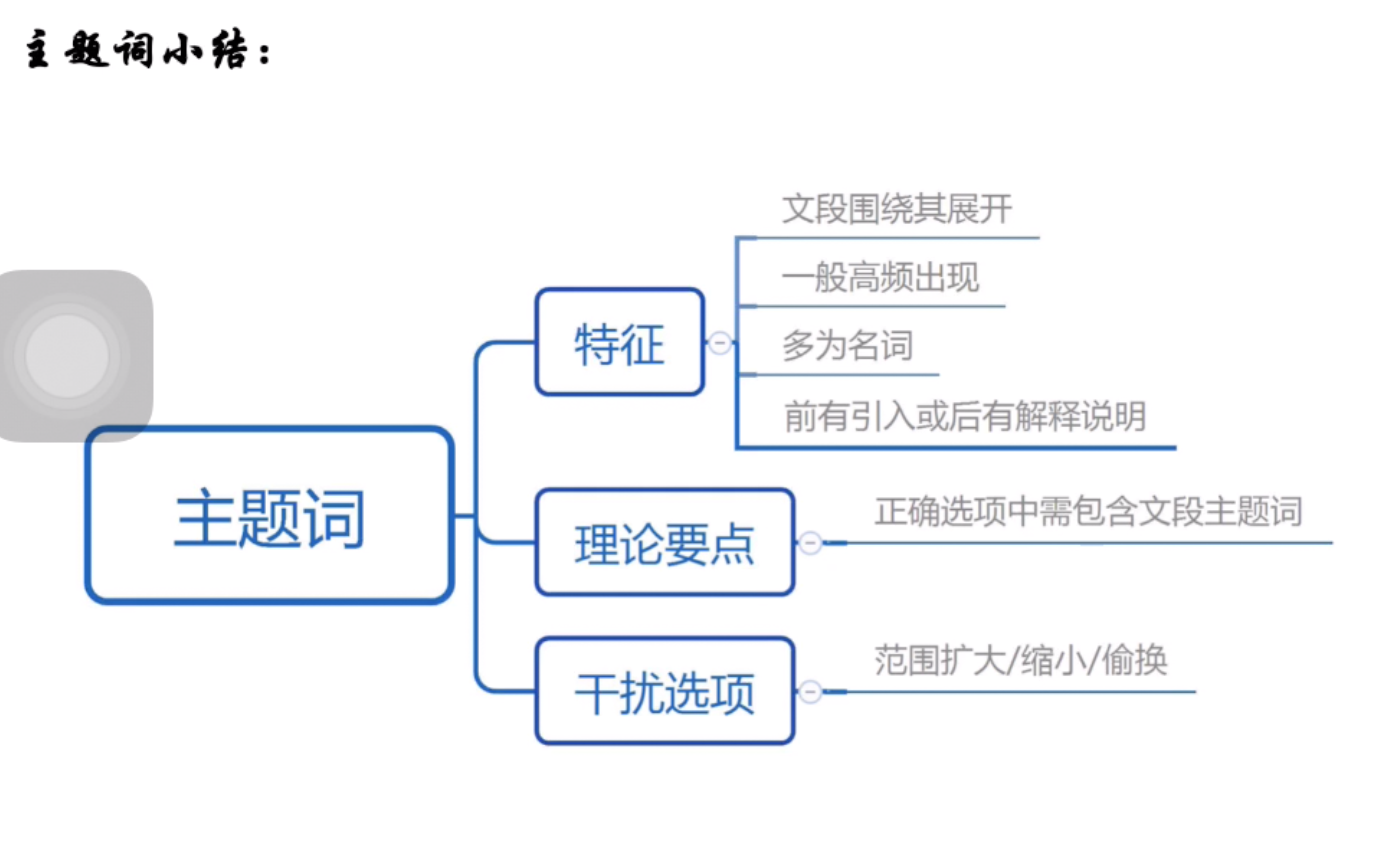 主题词小结：
文段围绕其展开
一般高频出现
特征
多为名词
前有引入或后有解释说明
主题词
理论要点
正确选项中需包含文段主题词
干扰选项
范围扩大/缩小/偷换